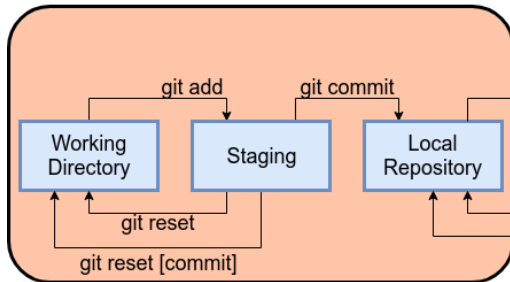 git add
git commit
Working
Directory
Staging
Local
Repository
git reset
git reset [commit]